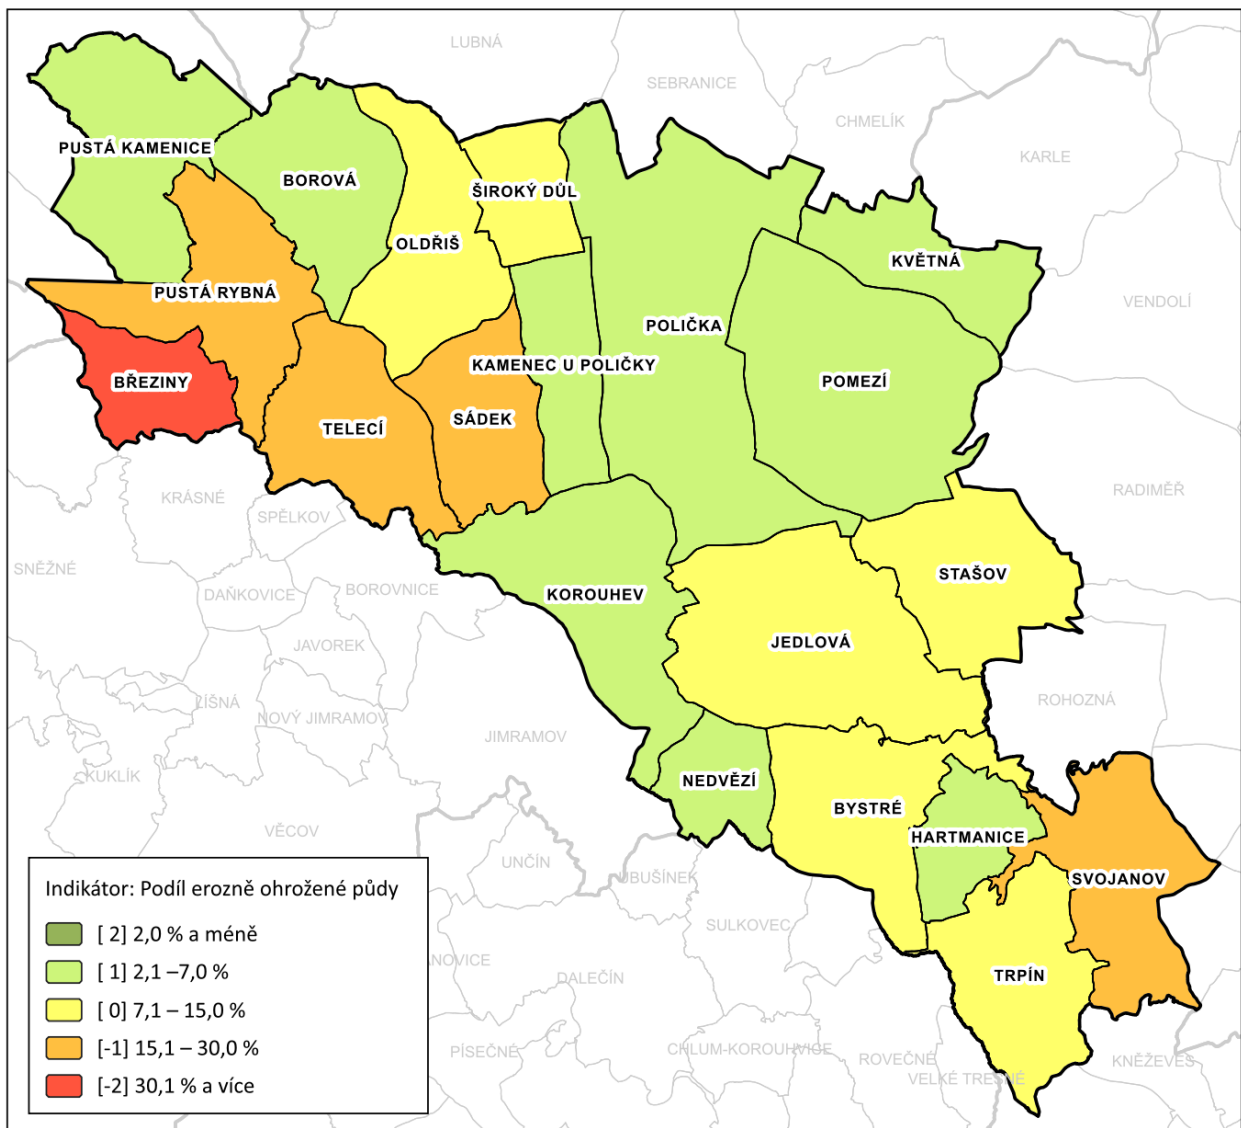 LUBNÁ
SEBRANICE
CHMELÍK
PUSTÁ KAMENICE
KARLE
BOROVÁ
ŠIROKÝ DŮL
OLDŘIŠ
KVĚTNÁ
PUSTÁ RYBNÁ
VENDOLÍ
POLIČKA
KAMENEC U POLIČKY
BŘEZINY
POMEZÍ
SÁDEK
TELECÍ
RADIMĚŘ
KRÁSNÉ
SPĚLKOV
SNĚŽNÉ
STAŠOV
BOROVNICE
DAŇKOVICE
KOROUHEV
JAVOREK
JEDLOVÁ
LÍŠNÁ
ROHOZNÁ
NOVÝ JIMRAMOV
JIMRAMOV
KUKLÍK
NEDVĚZÍ
BYSTRÉ
VĚCOV
HARTMANICE
UNČÍN
UBUŠÍNEK
SVOJANOV
SULKOVEC
ANOVICE
DALEČÍN
TRPÍN
PÍSEČNÉ
CHLUM-KOROUHVICE
ROVEČNÉ
KNĚŽEVES
VELKÉ TRESNÉ
Indikátor: Podíl erozně ohrožené půdy
[ 2] 2,0 % a méně
[ 1] 2,1 –7,0 %
[ 0] 7,1 – 15,0 %
[-1] 15,1 – 30,0 %
[-2] 30,1 % a více